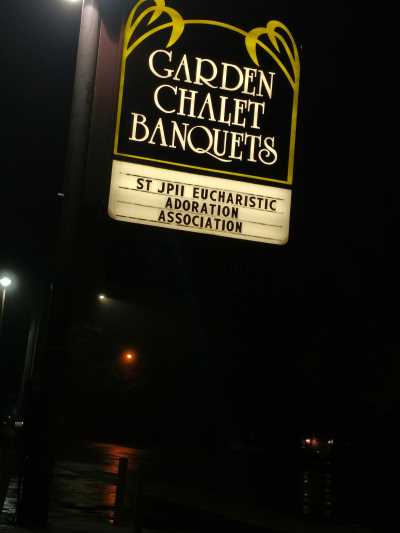 GARDEN
CHALET
BANQUETS
ST JPII EUCHARISTIC
ADORATION
ASSOCIATION